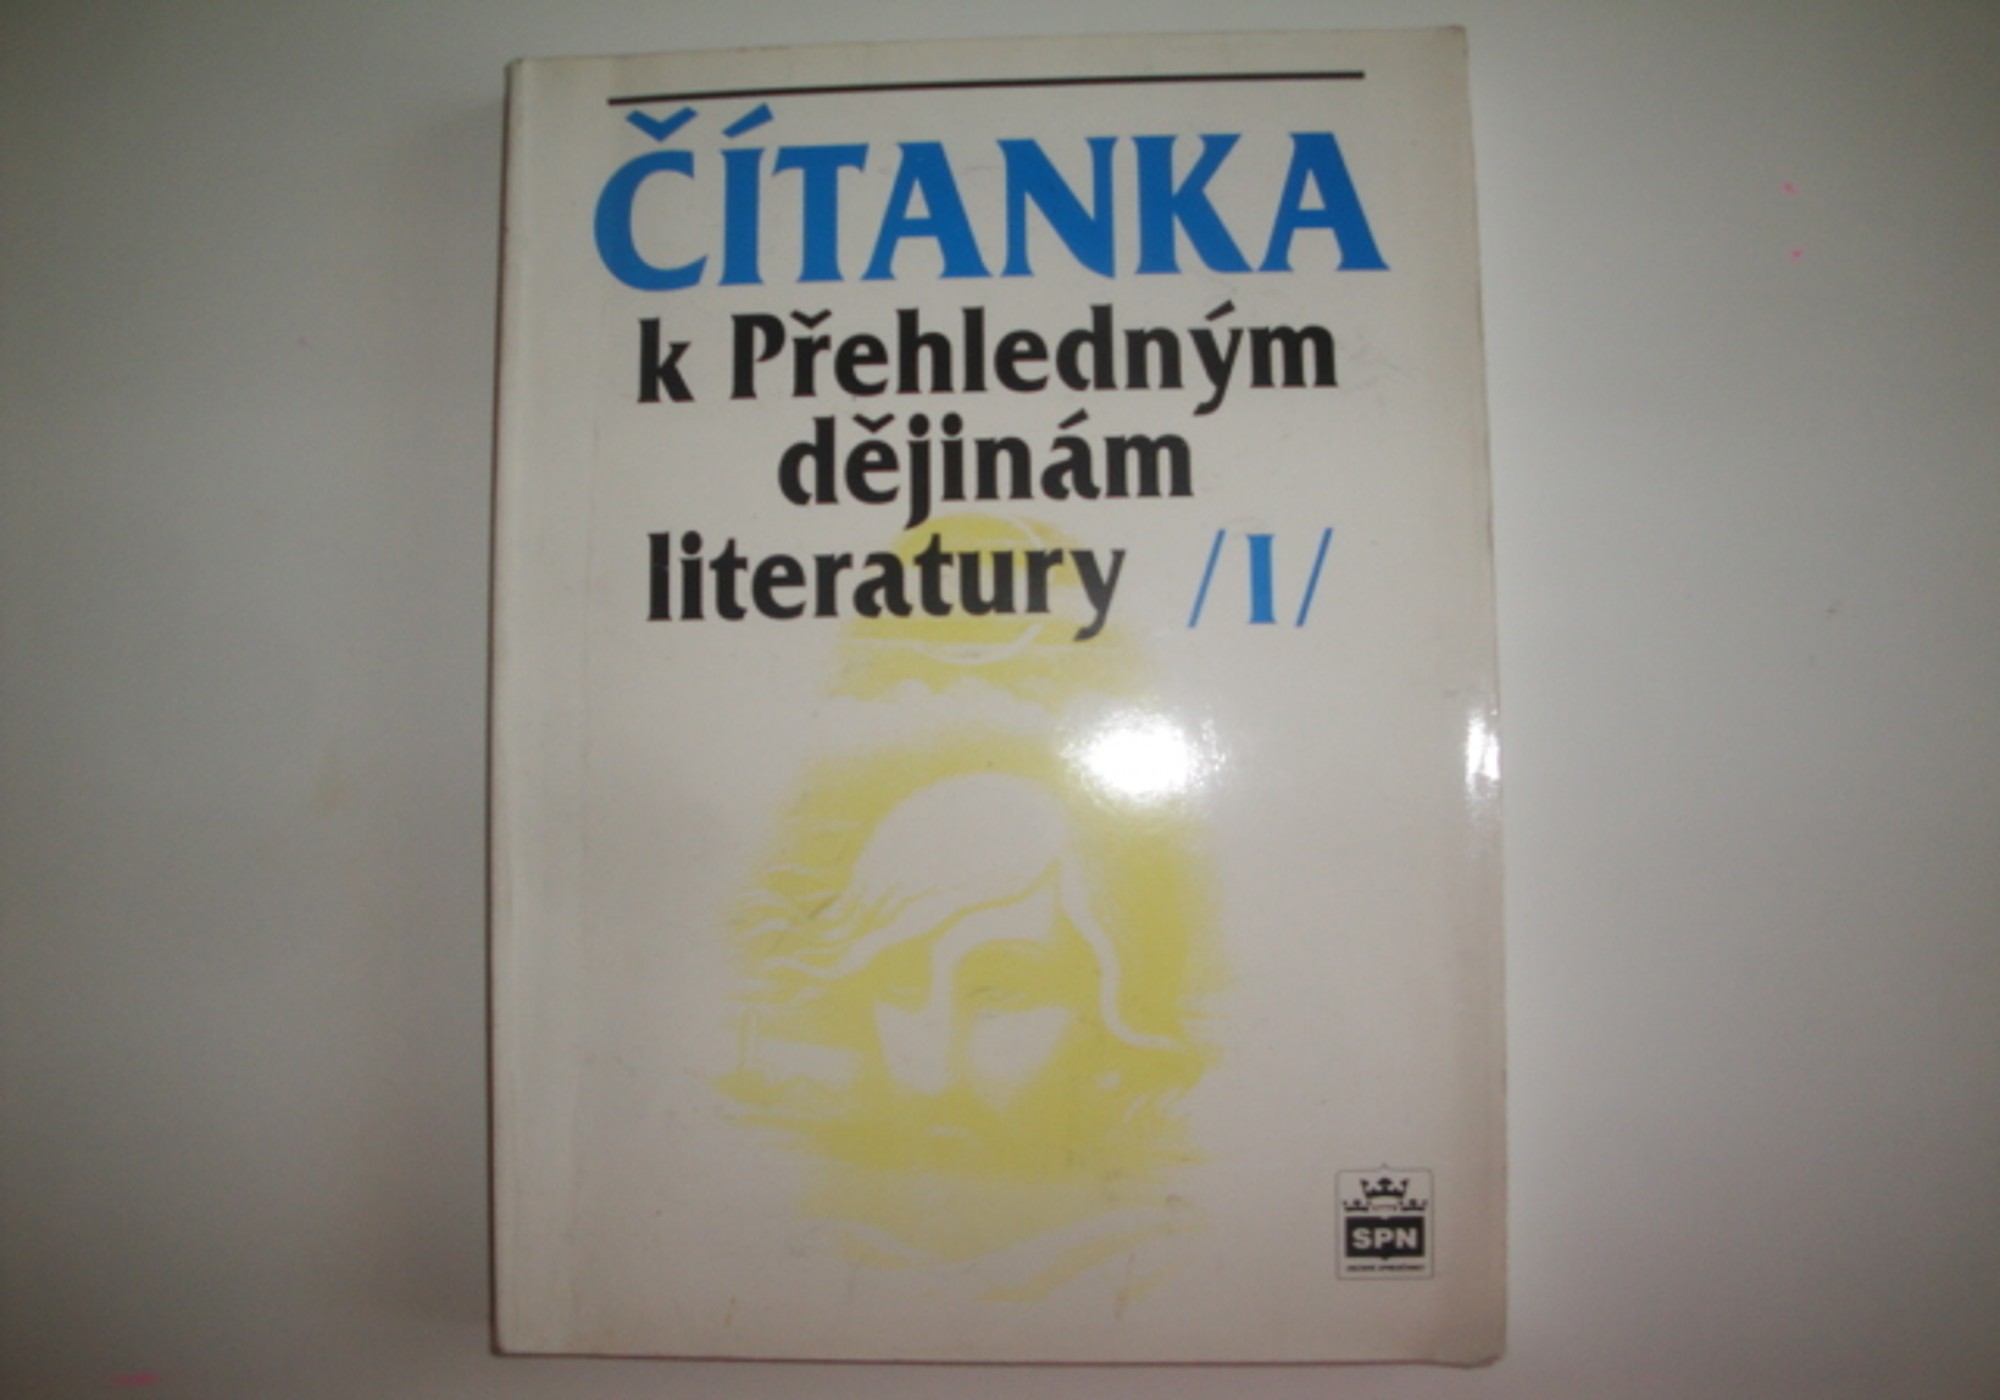 ČÍTANKA
k Přehledným
dějinám
literatury /I/
SPN